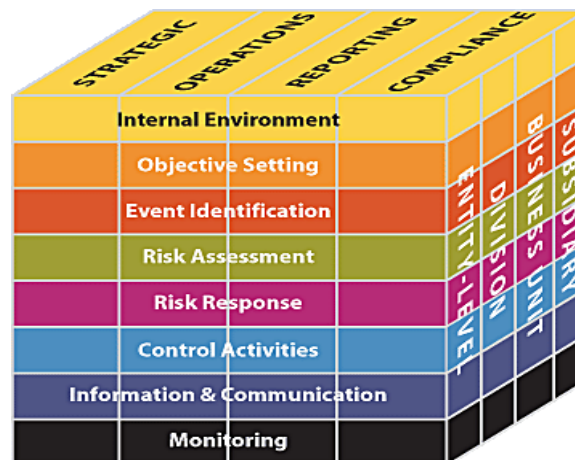 STRATEGIC
OPERATIONS
REPORTING
COMPLIANCE
Internal Environment
Objective Setting
Event Identification
Risk Assessment
Risk Response
Control Activities
Information & Communication
Monitoring
ENTITY-LEVEL
DIVISION
BUSINESS UNIT
SUBSIDIARY